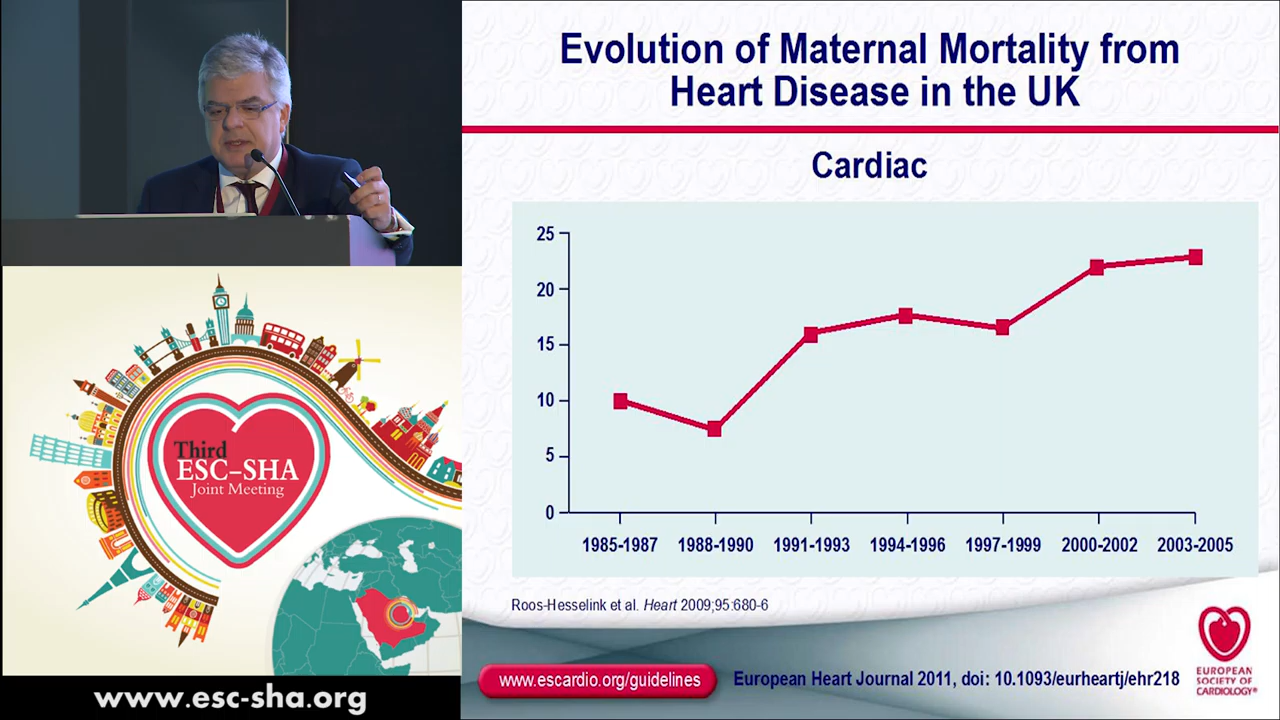 Evolution of Maternal Mortality from
Heart Disease in the UK
Cardiac
25
20
15
10
5
0
1985-1987 1988-1990 1991-1993 1994-1996 1997-1999 2000-2002 2003-2005
Roos-Hesselink et al. Heart 2009;95:680-6
www.escardio.org/guidelines
European Heart Journal 2011, doi: 10.1093/eurheartj/ehr218
EUROPEAN
SOCIETY OF
CARDIOLOGY®
Third
ESC-SHA
Joint Meeting
www.esc-sha.org